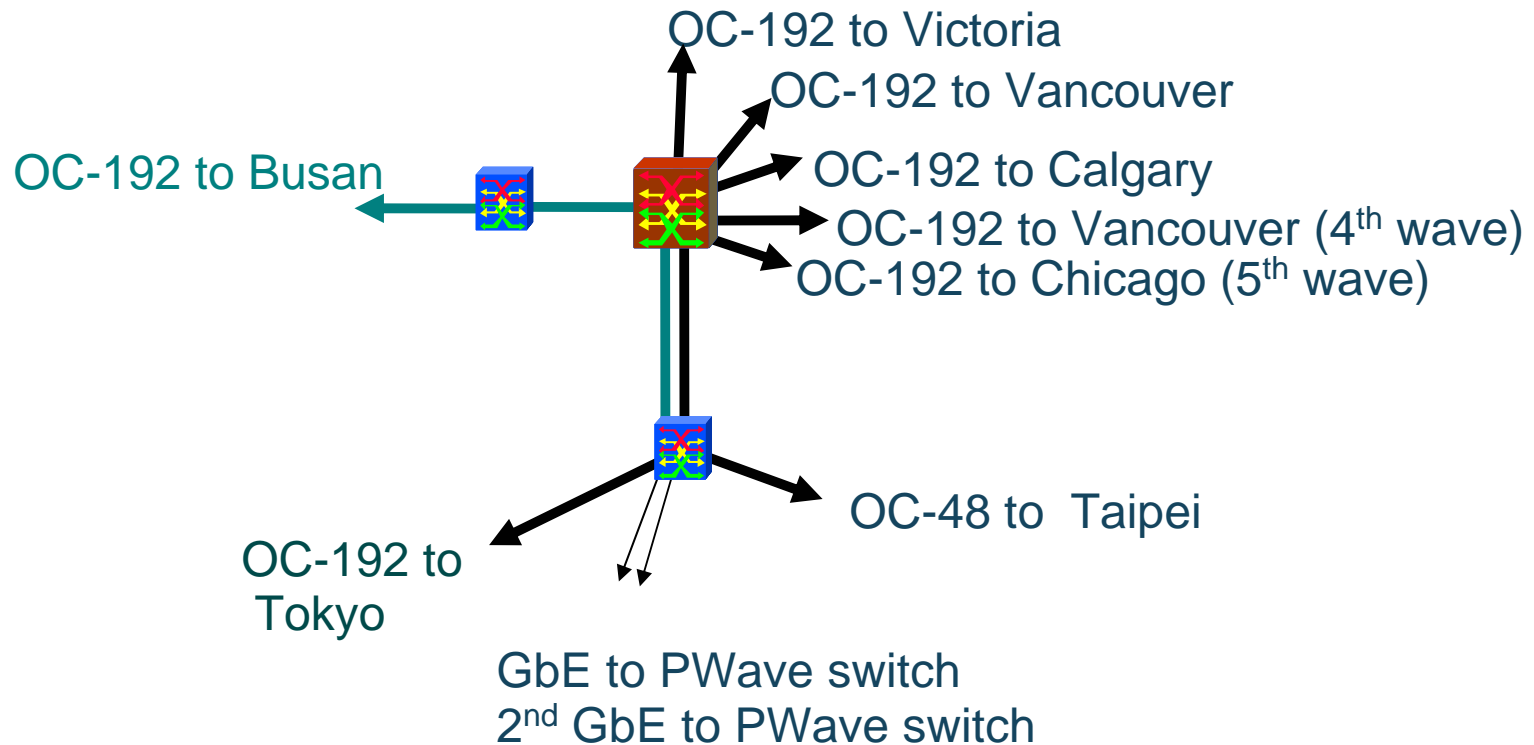 OC-192 to Victoria
OC-192 to Vancouver
OC-192 to Busan
OC-192 to Calgary
OC-192 to Vancouver (4th wave)
OC-192 to Chicago (5th wave)
OC-48 to Taipei
OC-192 to
Tokyo
GbE to PWave switch
2nd GbE to PWave switch